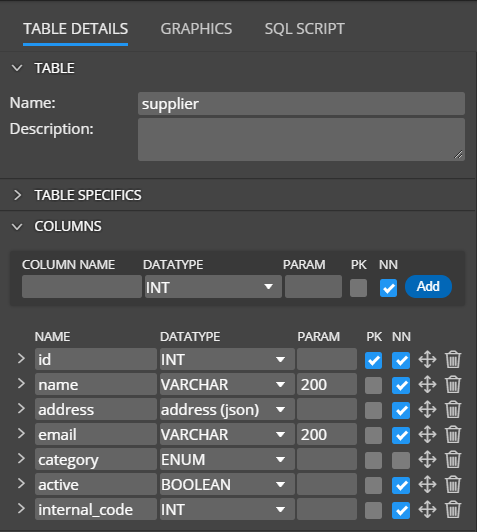 TABLE DETAILS GRAPHICS SQL SCRIPT
TABLE
Name: supplier
Description:
TABLE SPECIFICS
COLUMNS
COLUMN NAME DATATYPE PARAM PK NN
INT Add
NAME DATATYPE PARAM PK NN
id INT
name VARCHAR 200
address address (json)
email VARCHAR 200
category ENUM
active BOOLEAN
internal_code INT